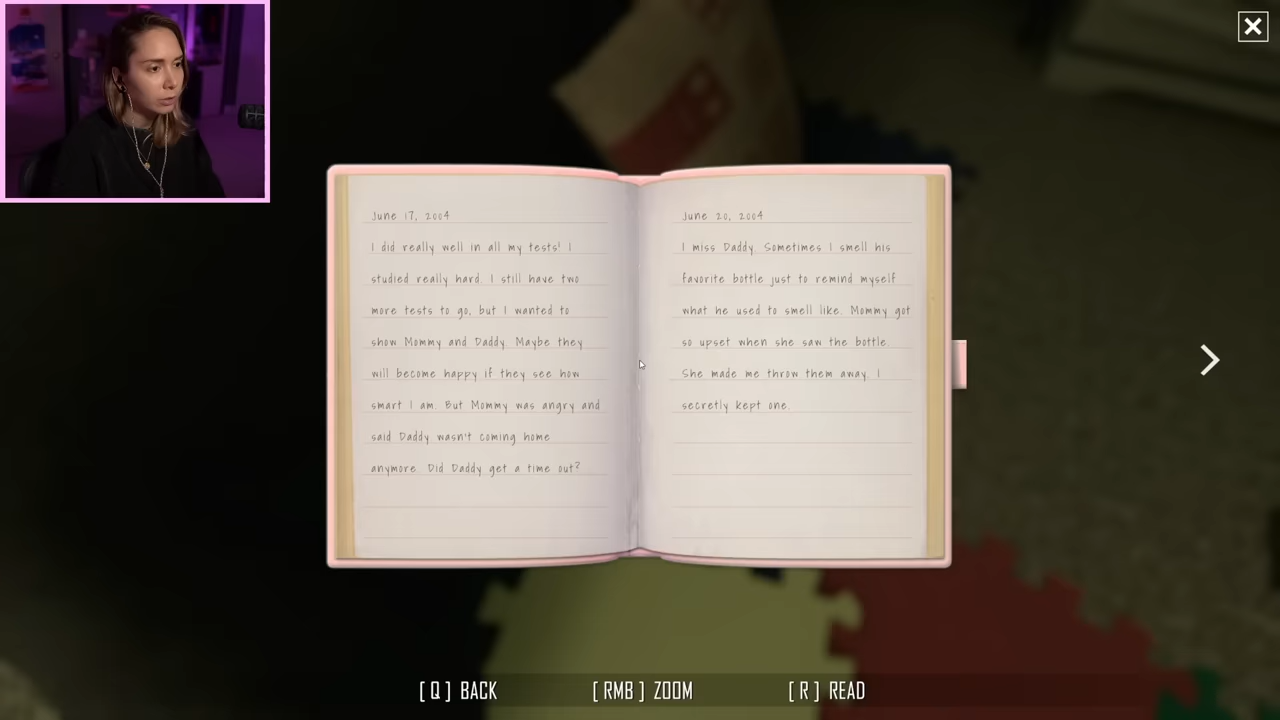 June 17, 2004
I did really well in all my tests! I
studied really hard. I still have two
more tests to go, but I wanted to
show Mommy and Daddy. Maybe they
will become happy if they see how
smart I am. But Mommy was angry and
said Daddy wasn't coming home
anymore. Did Daddy get a time out?
June 20, 2004
I miss Daddy. Sometimes I smell his
favorite bottle just to remind myself
what he used to smell like. Mommy got
so upset when she saw the bottle.
She made me throw them away. I
secretly kept one.
[Q] BACK
[RMB] ZOOM
[R] READ